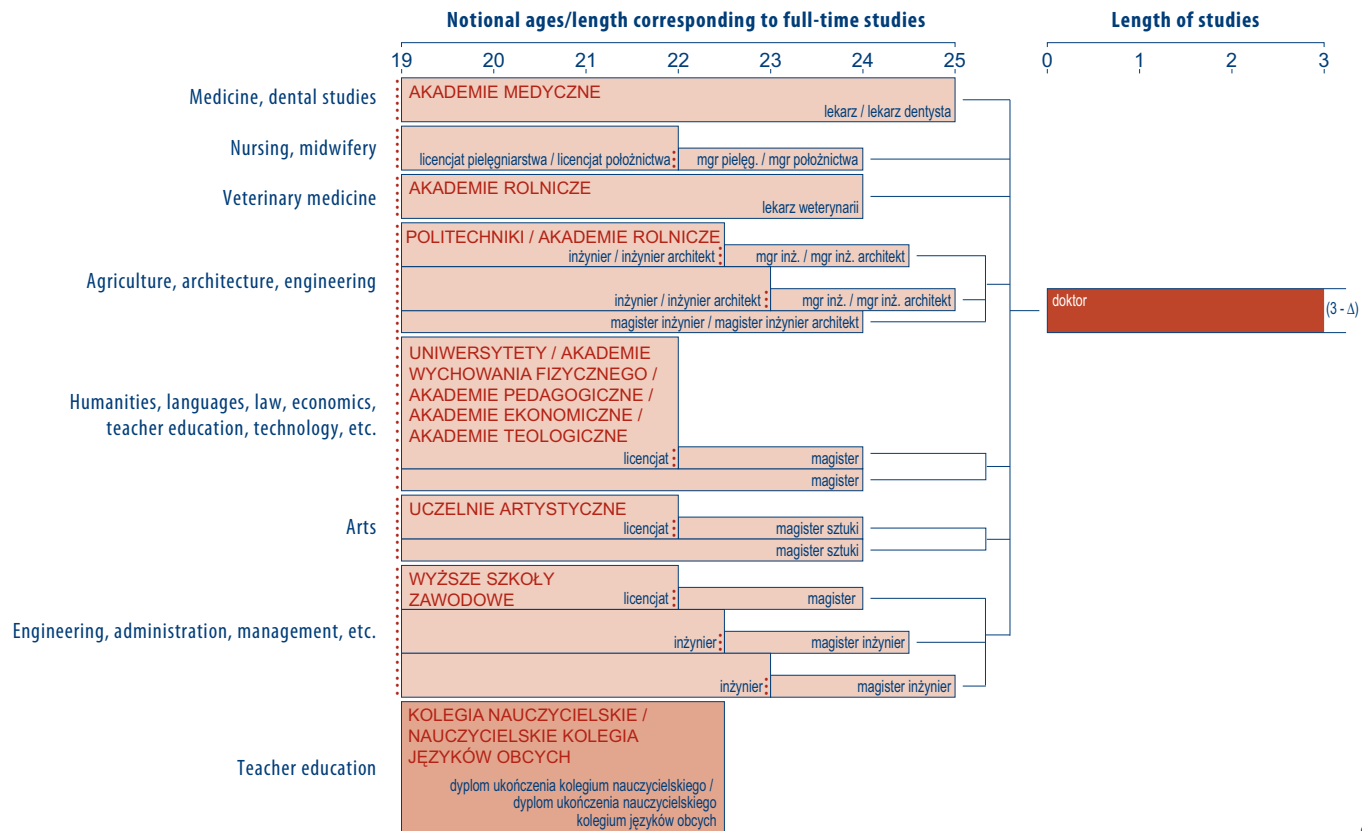 Notional ages/length corresponding to full-time studies
Length of studies
19 20 21 22 23 24 25
0 1 2 3
Medicine, dental studies
AKADEMIE MEDYCZNE
lekarz / lekarz dentysta
Nursing, midwifery
licencjat pielęgniarstwa / licencjat położnictwa
mgr pielęg. / mgr położnictwa
Veterinary medicine
AKADEMIE ROLNICZE
lekarz weterynarii
Agriculture, architecture, engineering
POLITECHNIKI / AKADEMIE ROLNICZE
inżynier / inżynier architekt
mgr inż. / mgr inż. architekt
inżynier / inżynier architekt
mgr inż. / mgr inż. architekt
magister inżynier / magister inżynier architekt
doktor
(3 - Δ)
Humanities, languages, law, economics,
teacher education, technology, etc.
UNIWERSYTETY / AKADEMIE
WYCHOWANIA FIZYCZNEGO /
AKADEMIE PEDAGOGICZNE /
AKADEMIE EKONOMICZNE /
AKADEMIE TEOLOGICZNE
licencjat
magister
magister
Arts
UCZELNIE ARTYSTYCZNE
licencjat
magister sztuki
magister sztuki
Engineering, administration, management, etc.
WYŻSZE SZKOŁY
ZAWODOWE
licencjat
magister
inżynier
magister inżynier
inżynier
magister inżynier
Teacher education
KOLEGIA NAUCZYCIELSKIE /
NAUCZYCIELSKIE KOLEGIA
JĘZYKÓW OBCYCH
dyplom ukończenia kolegium nauczycielskiego /
dyplom ukończenia nauczycielskiego
kolegium języków obcych